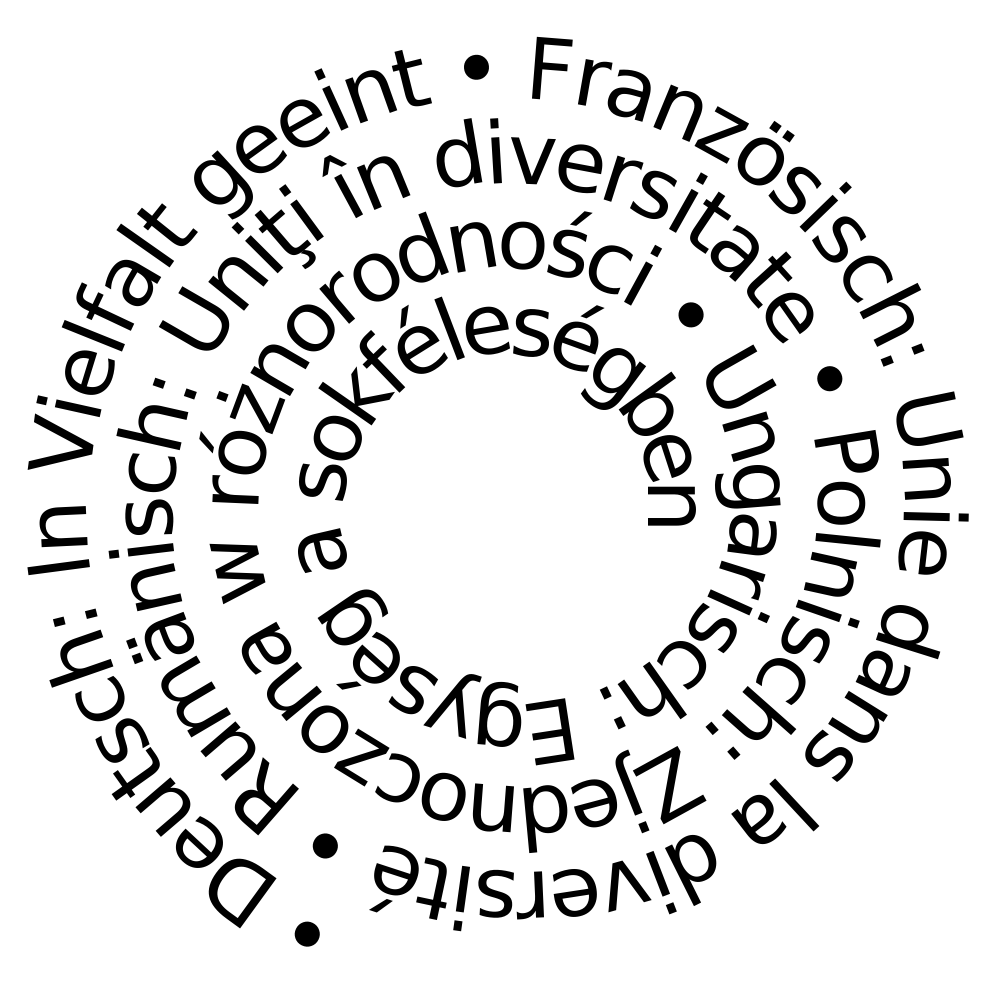 • Deutsch: In Vielfalt geeint
• Französisch: Unie dans la diversité
• Rumänisch: Uniţi în diversitate
• Polnisch: Zjednoczona w różnorodności
• Ungarisch: Egység a sokféleségben